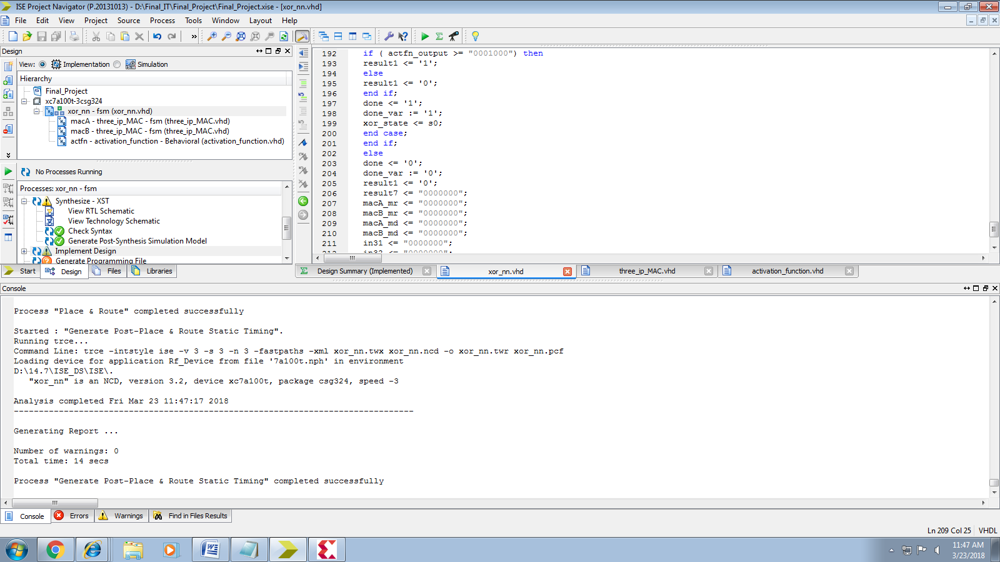 ISE Project Navigator (P.20131013) - D:\Final_IT\Final_Project\Final_Project.xise - [xor_nn.vhd]
File Edit View Project Source Process Tools Window Layout Help
Design
View: Implementation Simulation
Hierarchy
Final_Project
xc7a100t-3csg324
xor_nn - fsm (xor_nn.vhd)
macA - three_ip_MAC - fsm (three_ip_MAC.vhd)
macB - three_ip_MAC - fsm (three_ip_MAC.vhd)
actfn - activation_function - Behavioral (activation_function.vhd)
No Processes Running
Processes: xor_nn - fsm
Synthesize - XST
View RTL Schematic
View Technology Schematic
Check Syntax
Generate Post-Synthesis Simulation Model
Implement Design
Generate Programming File
Start Design Files Libraries
192 if ( actfn_output >= "0001000") then
193 result1 <= '1';
194 else
195 result1 <= '0';
196 end if;
197 done <= '1';
198 done_var := '1';
199 xor_state <= s0;
200 end case;
201 end if;
202 else
203 done <= '0';
204 done_var := '0';
205 result1 <= '0';
206 result7 <= "0000000";
207 macA_mr <= "0000000";
208 macB_mr <= "0000000";
209 macA_md <= "0000000";
210 macB_md <= "0000000";
211 in31 <= "0000000";
212 in32 <= "0000000";
Design Summary (Implemented) xor_nn.vhd three_ip_MAC.vhd activation_function.vhd
Console
Process "Place & Route" completed successfully
Started : "Generate Post-Place & Route Static Timing".
Running trce...
Command Line: trce -intstyle ise -v 3 -s 3 -n 3 -fastpaths -xml xor_nn.twx xor_nn.ncd -o xor_nn.twr xor_nn.pcf
Loading device for application Rf_Device from file '7a100t.nph' in environment
D:\14.7\ISE_DS\ISE\.
"xor_nn" is an NCD, version 3.2, device xc7a100t, package csg324, speed -3
Analysis completed Fri Mar 23 11:47:17 2018
--------------------------------------------------------------------------------
Generating Report ...
Number of warnings: 0
Total time: 14 secs
Process "Generate Post-Place & Route Static Timing" completed successfully
Console Errors Warnings Find in Files Results
Ln 209 Col 25 VHDL
11:47 AM
3/23/2018